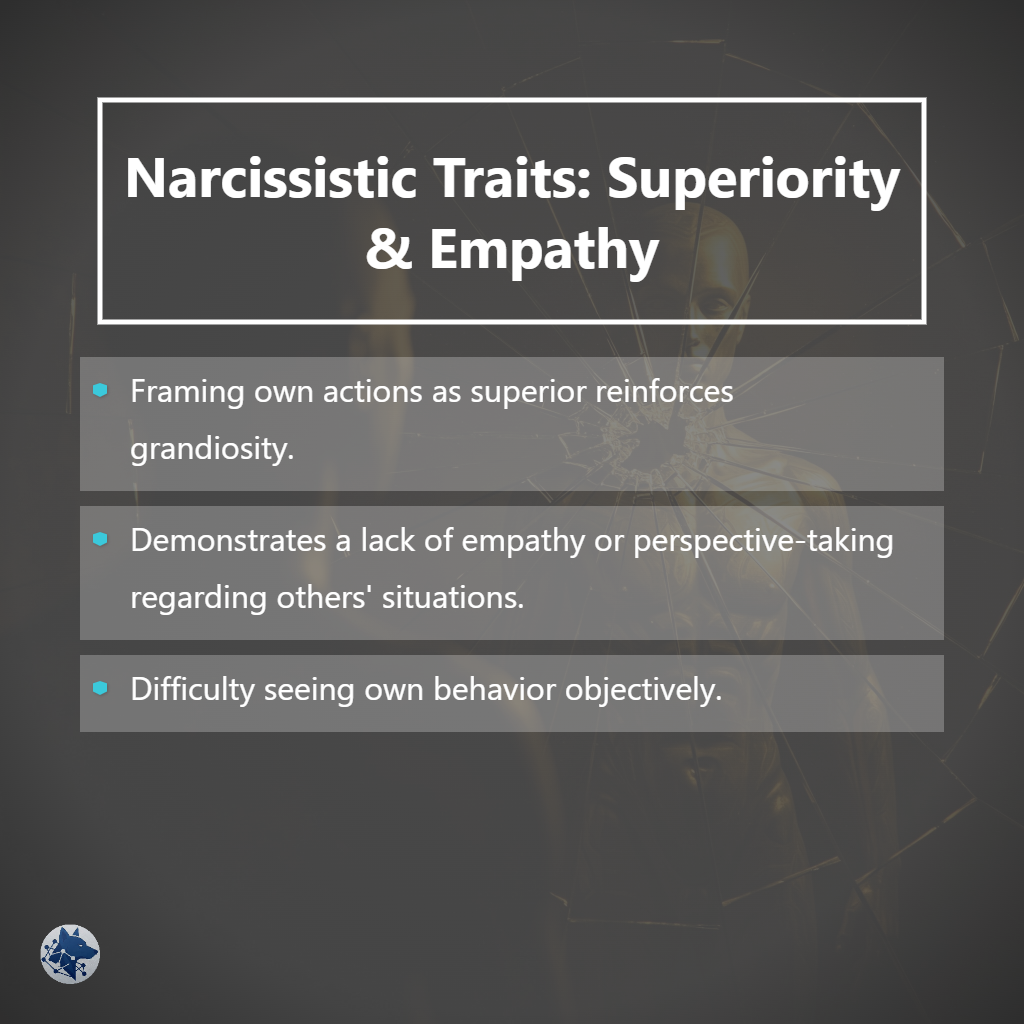 Narcissistic Traits: Superiority
& Empathy
Framing own actions as superior reinforces
grandiosity.
Demonstrates a lack of empathy or perspective-taking
regarding others' situations.
Difficulty seeing own behavior objectively.